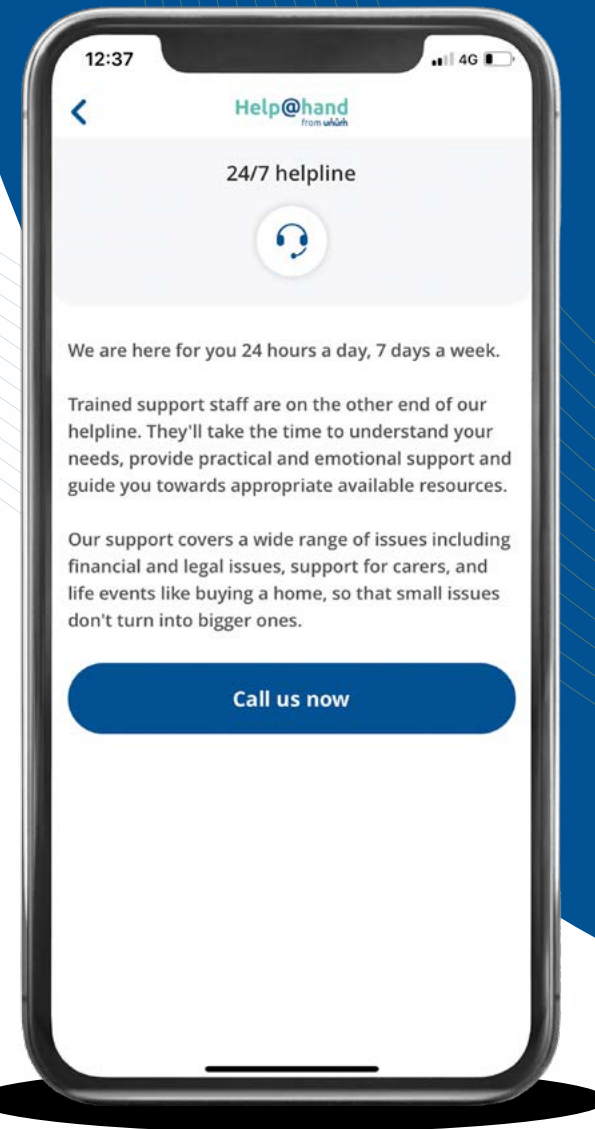 12:37
4G
Help@hand
from
24/7 helpline
We are here for you 24 hours a day, 7 days a week.
Trained support staff are on the other end of our
helpline. They'll take the time to understand your
needs, provide practical and emotional support and
guide you towards appropriate available resources.
Our support covers a wide range of issues including
financial and legal issues, support for carers, and
life events like buying a home, so that small issues
don't turn into bigger ones.
Call us now